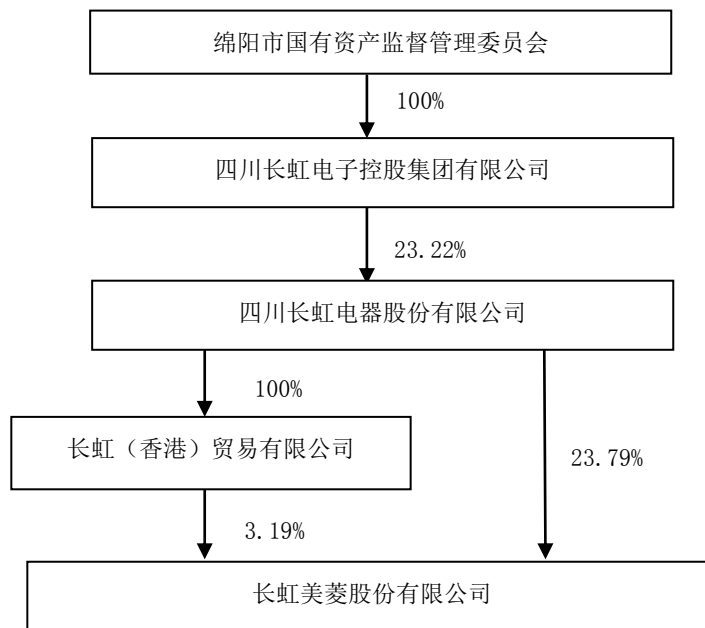 绵阳市国有资产监督管理委员会
100%
四川长虹电子控股集团有限公司
23.22%
四川长虹电器股份有限公司
100%
长虹（香港）贸易有限公司
23.79%
3.19%
长虹美菱股份有限公司